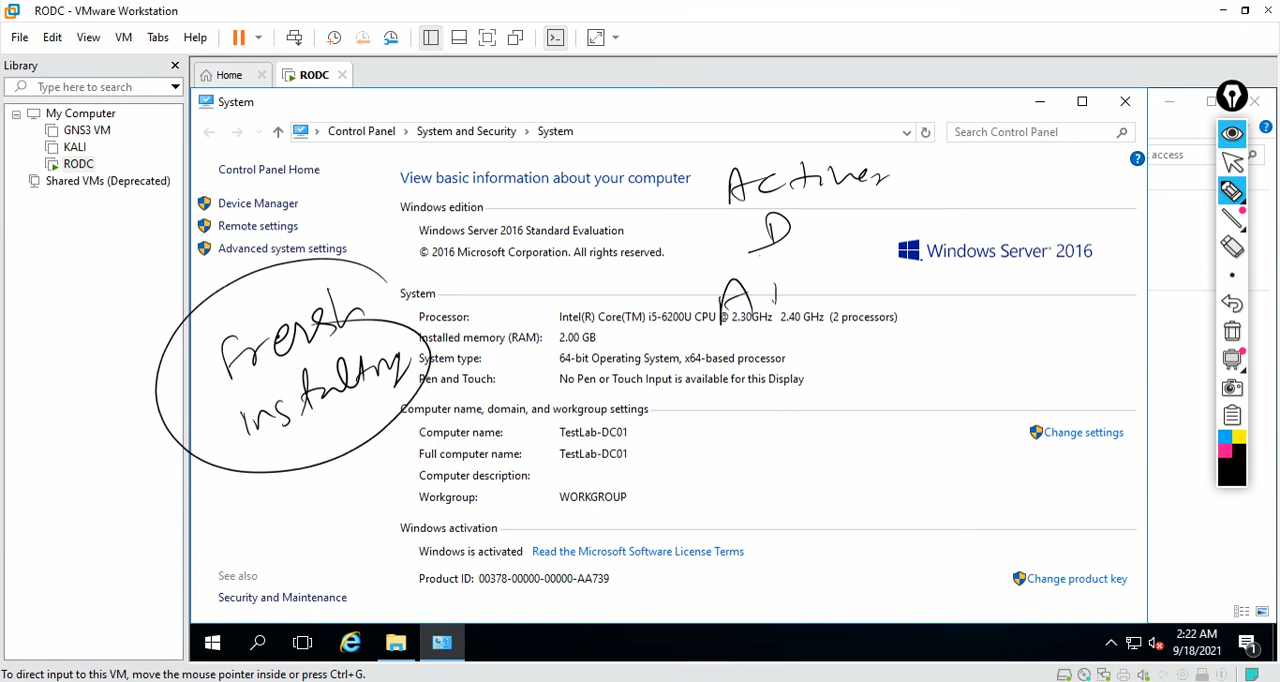 RODC - VMware Workstation
File Edit View VM Tabs Help
Library
Type here to search
My Computer
GNS3 VM
KALI
RODC
Shared VMs (Deprecated)
Home
RODC
System
Control Panel System and Security System
Search Control Panel
access
Control Panel Home
Device Manager
Remote settings
Advanced system settings
View basic information about your computer
Windows edition
Windows Server 2016 Standard Evaluation
© 2016 Microsoft Corporation. All rights reserved.
Windows Server 2016
D
A
System
Processor: Intel(R) Core(TM) i5-6200U CPU @ 2.30GHz 2.40 GHz (2 processors)
Installed memory (RAM): 2.00 GB
System type: 64-bit Operating System, x64-based processor
Pen and Touch: No Pen or Touch Input is available for this Display
Computer name, domain, and workgroup settings
Computer name: TestLab-DC01
Change settings
Full computer name: TestLab-DC01
Computer description:
Workgroup: WORKGROUP
Windows activation
Windows is activated Read the Microsoft Software License Terms
Product ID: 00378-00000-00000-AA739
Change product key
See also
Security and Maintenance
2:22 AM
9/18/2021
1
To direct input to this VM, move the mouse pointer inside or press Ctrl+G.